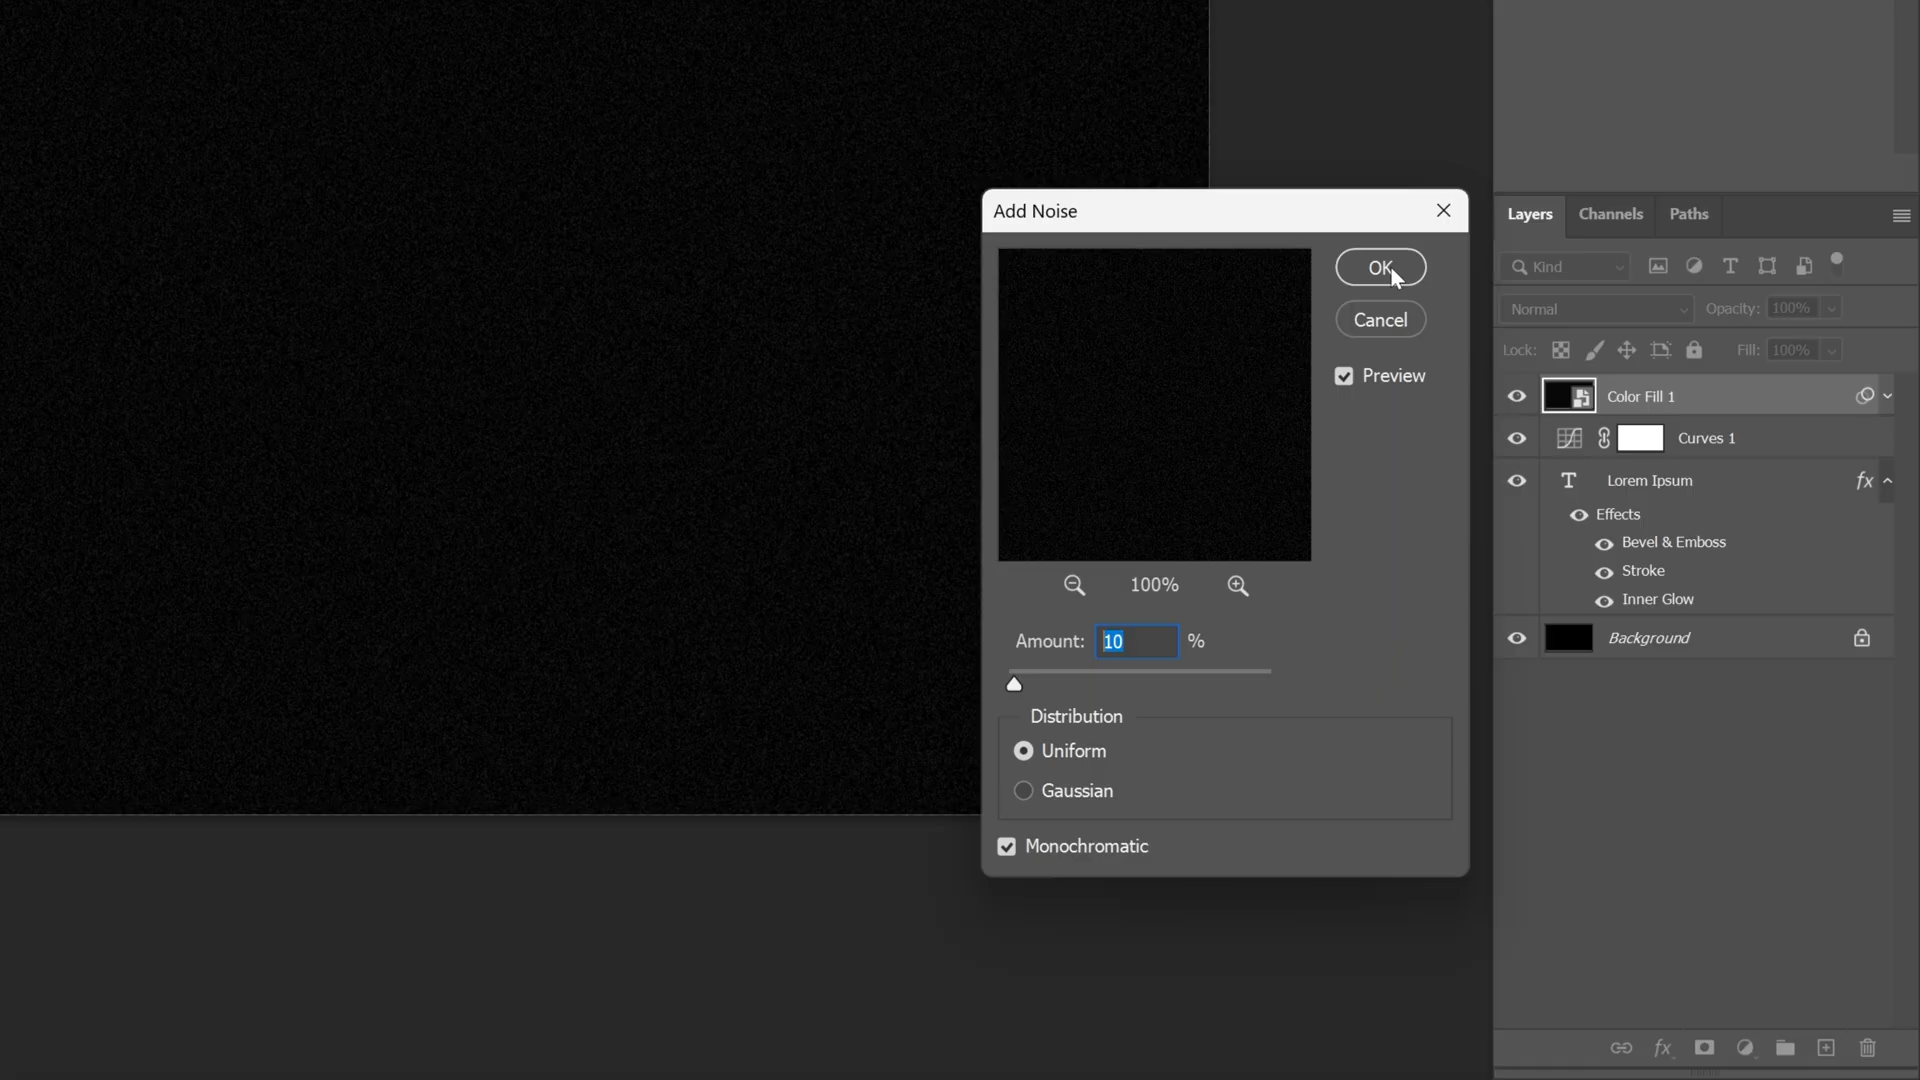 Add Noise
OK
Cancel
Preview
100%
Amount: 10 %
Distribution
Uniform
Gaussian
Monochromatic
Layers Channels Paths
Kind
Normal Opacity: 100%
Lock: Fill: 100%
Color Fill 1
Curves 1
T Lorem Ipsum fx
Effects
Bevel & Emboss
Stroke
Inner Glow
Background
fx